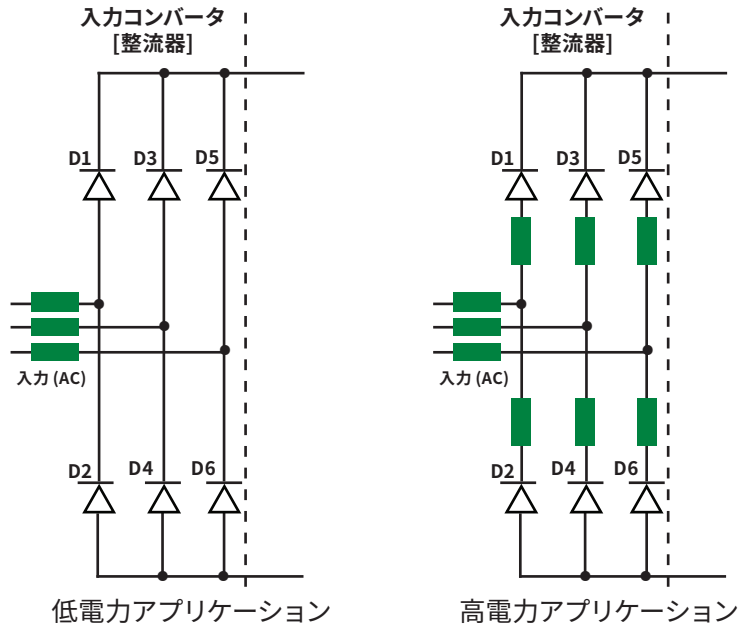 入力コンバータ
[整流器]
D1
D3
D5
入力 (AC)
D2
D4
D6
低電力アプリケーション
入力コンバータ
[整流器]
D1
D3
D5
入力 (AC)
D2
D4
D6
高電力アプリケーション